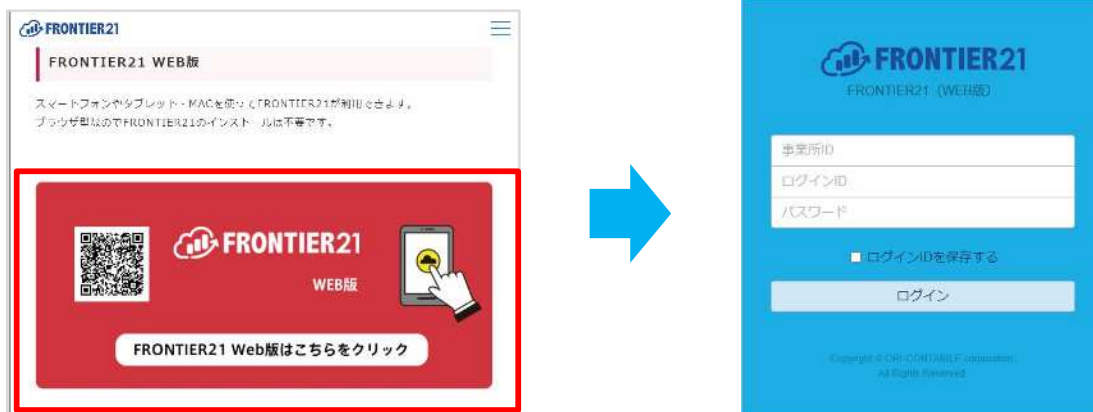 FRONTIER21
FRONTIER21 WEB版
スマートフォンやタブレット・MACを使ってFRONTIER21が利用できます。
ブラウザ型なのでFRONTIER21のインストールは不要です。
FRONTIER21
WEB版
FRONTIER21 Web版はこちらをクリック
FRONTIER21
FRONTIER21（WEB版）
事業所ID
ログインID
パスワード
ログインIDを保存する
ログイン
Copyright © ORI-CONTABILE corporation.
All Rights Reserved.